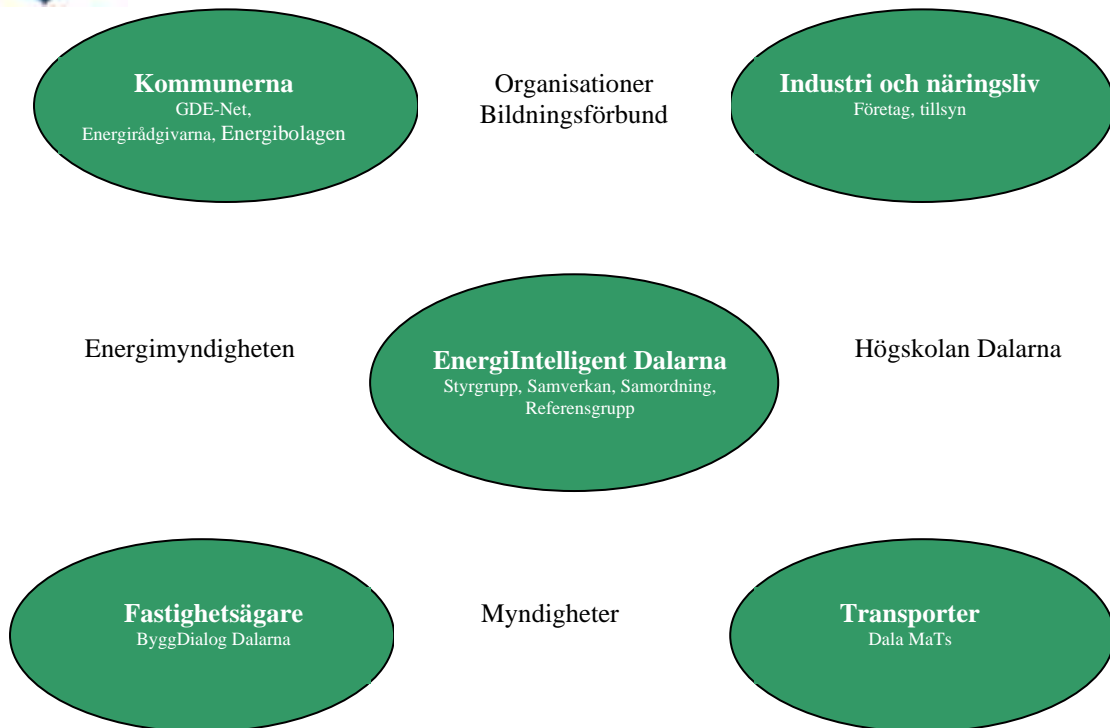 Kommunerna
GDE-Net,
Energirådgivarna, Energibolagen
Organisationer
Bildningsförbund
Industri och näringsliv
Företag, tillsyn
Energimyndigheten
EnergiIntelligent Dalarna
Styrgrupp, Samverkan, Samordning,
Referensgrupp
Högskolan Dalarna
Fastighetsägare
ByggDialog Dalarna
Myndigheter
Transporter
Dala MaTs